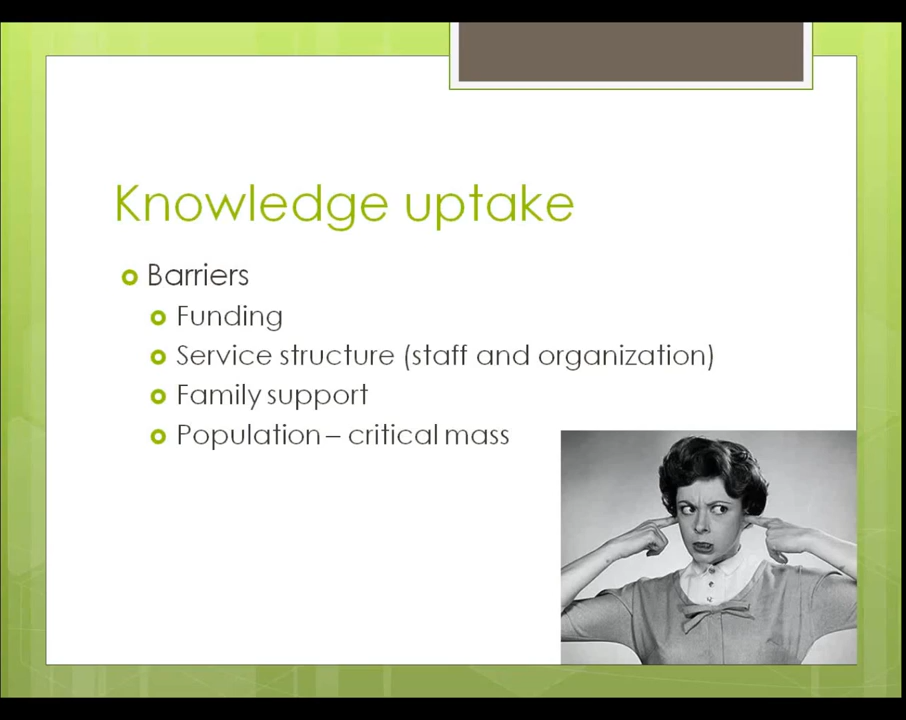 Knowledge uptake
Barriers
Funding
Service structure (staff and organization)
Family support
Population – critical mass